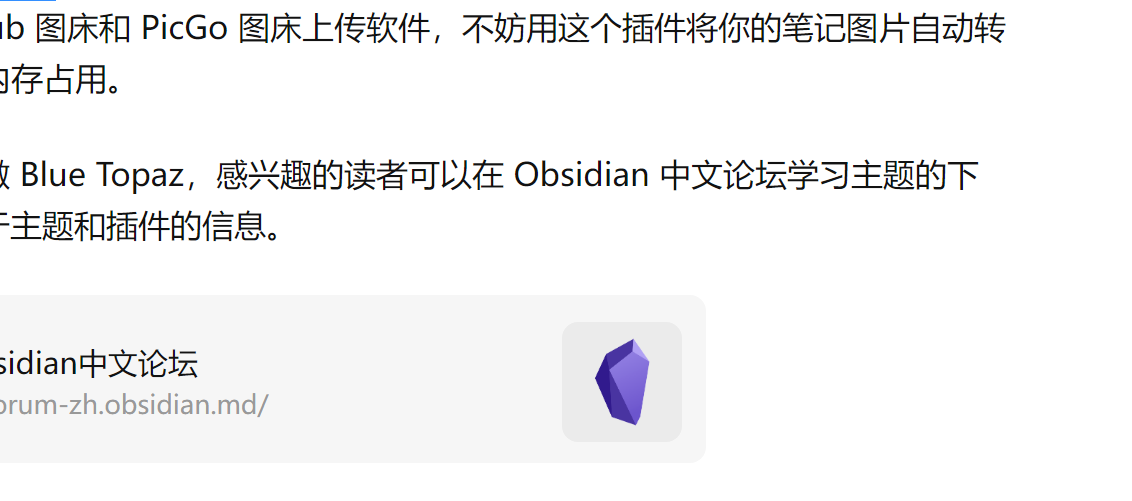 ub 图床和 PicGo 图床上传软件，不妨用这个插件将你的笔记图片自动转
内存占用。
Blue Topaz，感兴趣的读者可以在 Obsidian 中文论坛学习主题的下
于主题和插件的信息。
sidian中文论坛
orum-zh.obsidian.md/